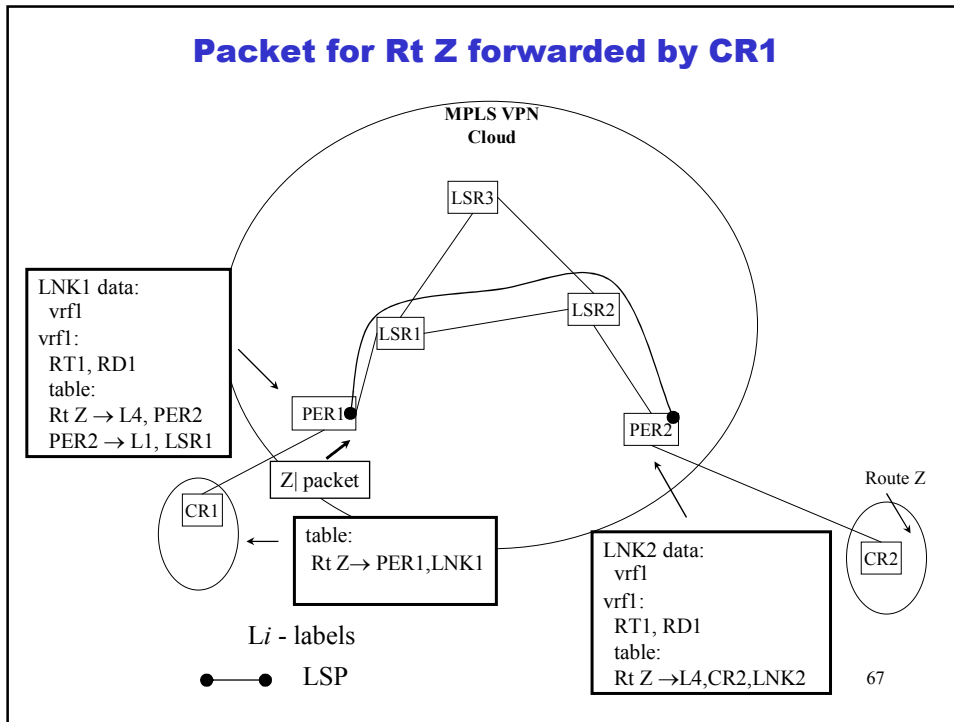 Packet for Rt Z forwarded by CR1
MPLS VPN
Cloud
LSR3
LNK1 data:
vrf1
vrf1:
RT1, RD1
table:
Rt Z → L4, PER2
PER2 → L1, LSR1
LSR1
LSR2
PER1
PER2
Z| packet
CR1
table:
Rt Z→ PER1,LNK1
Route Z
CR2
LNK2 data:
vrf1
vrf1:
RT1, RD1
table:
Rt Z →L4,CR2,LNK2
Li - labels
LSP
67